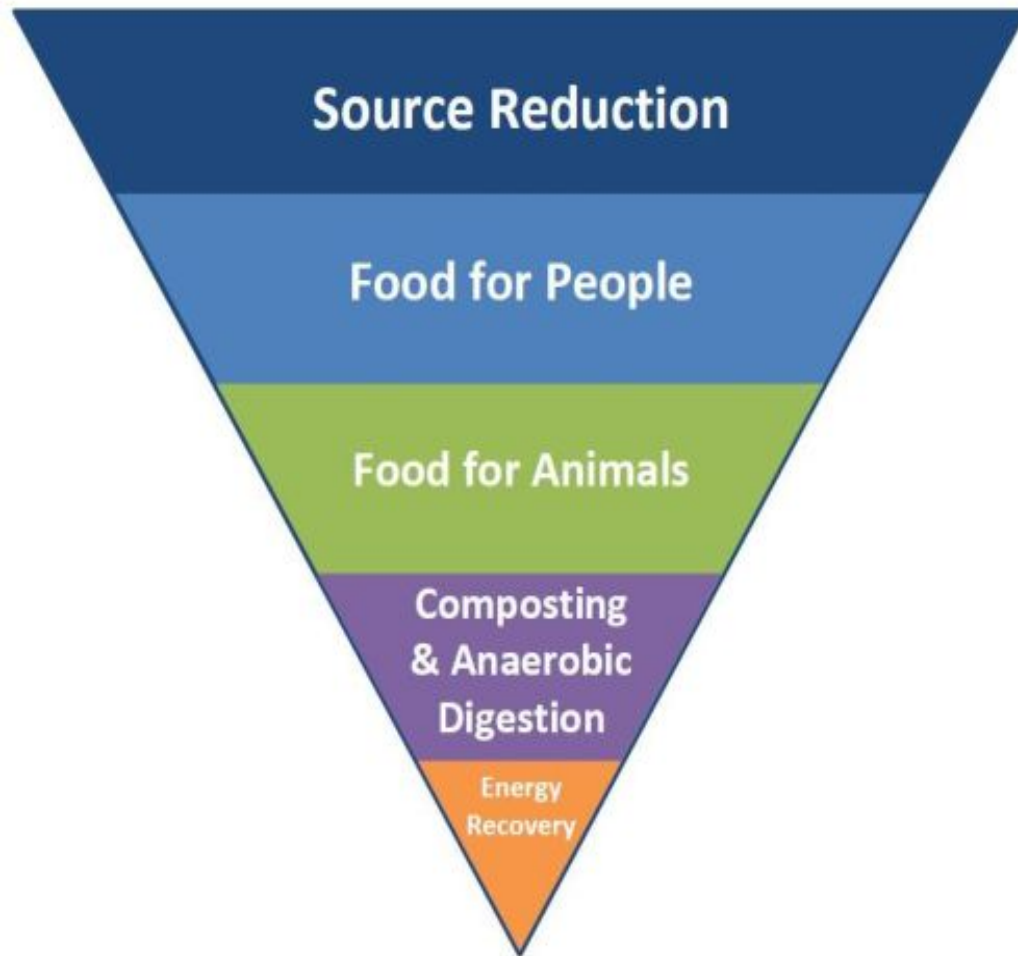 Source Reduction
Food for People
Food for Animals
Composting
& Anaerobic
Digestion
Energy
Recovery